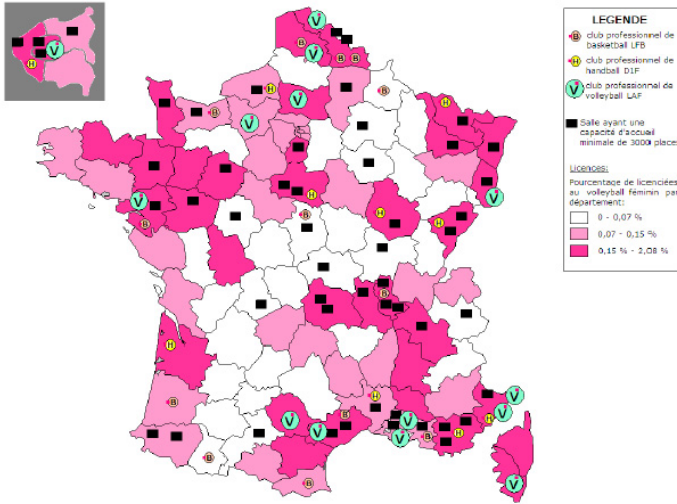 LEGENDE
B club professionnel de
basketball LFB
H club professionnel de
handball D1F
V club professionnel de
volleyball LAF
Salle ayant une
capacité d'accueil
minimale de 3000 places
Licences:
Pourcentage de licenciées
au volleyball féminin par
département:
0 - 0,07 %
0,07 - 0,15 %
0,15 % - 2,08 %